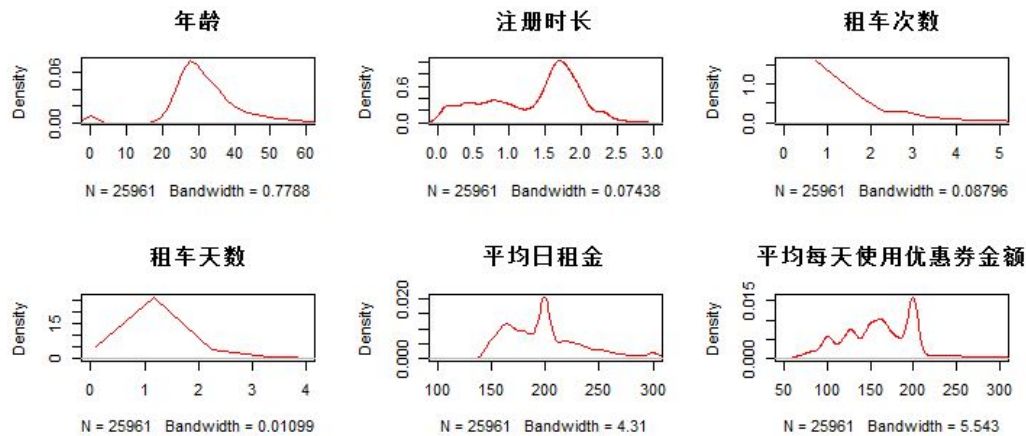 年龄 注册时长 租车次数
Density 0.00 0.06 Density 0.0 0.6 Density 0.0 1.0
0 10 20 30 40 50 60 0.0 0.5 1.0 1.5 2.0 2.5 3.0 0 1 2 3 4 5
N = 25961 Bandwidth = 0.7788 N = 25961 Bandwidth = 0.07438 N = 25961 Bandwidth = 0.08796
租车天数 平均日租金 平均每天使用优惠券金额
Density 0 15 Density 0.000 0.020 Density 0.000 0.015
0 1 2 3 4 100 150 200 250 300 50 100 150 200 250 300
N = 25961 Bandwidth = 0.01099 N = 25961 Bandwidth = 4.31 N = 25961 Bandwidth = 5.543